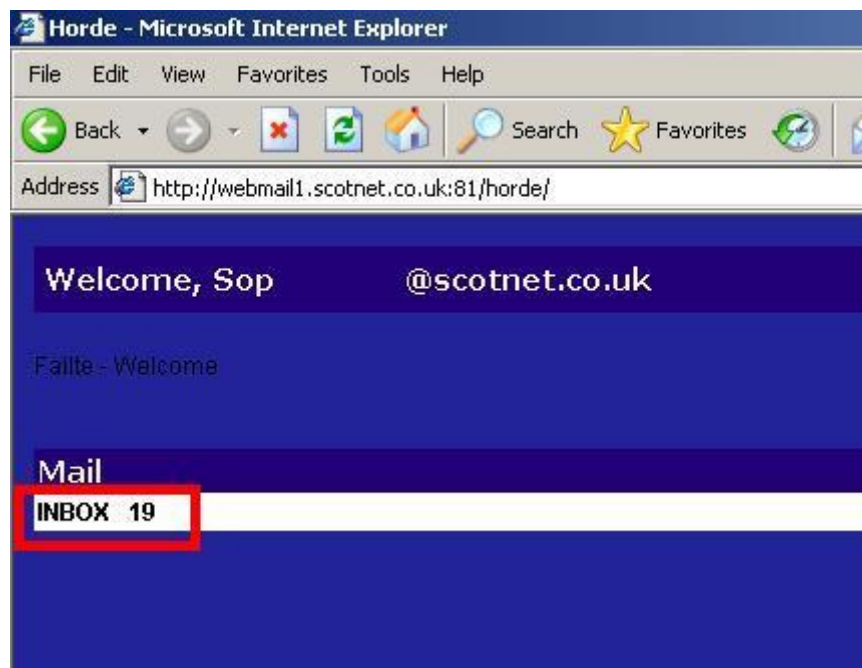 Horde - Microsoft Internet Explorer
File Edit View Favorites Tools Help
Back Search Favorites
Address http://webmail1.scotnet.co.uk:81/horde/
Welcome, Sop @scotnet.co.uk
Failte - Welcome
Mail
INBOX 19